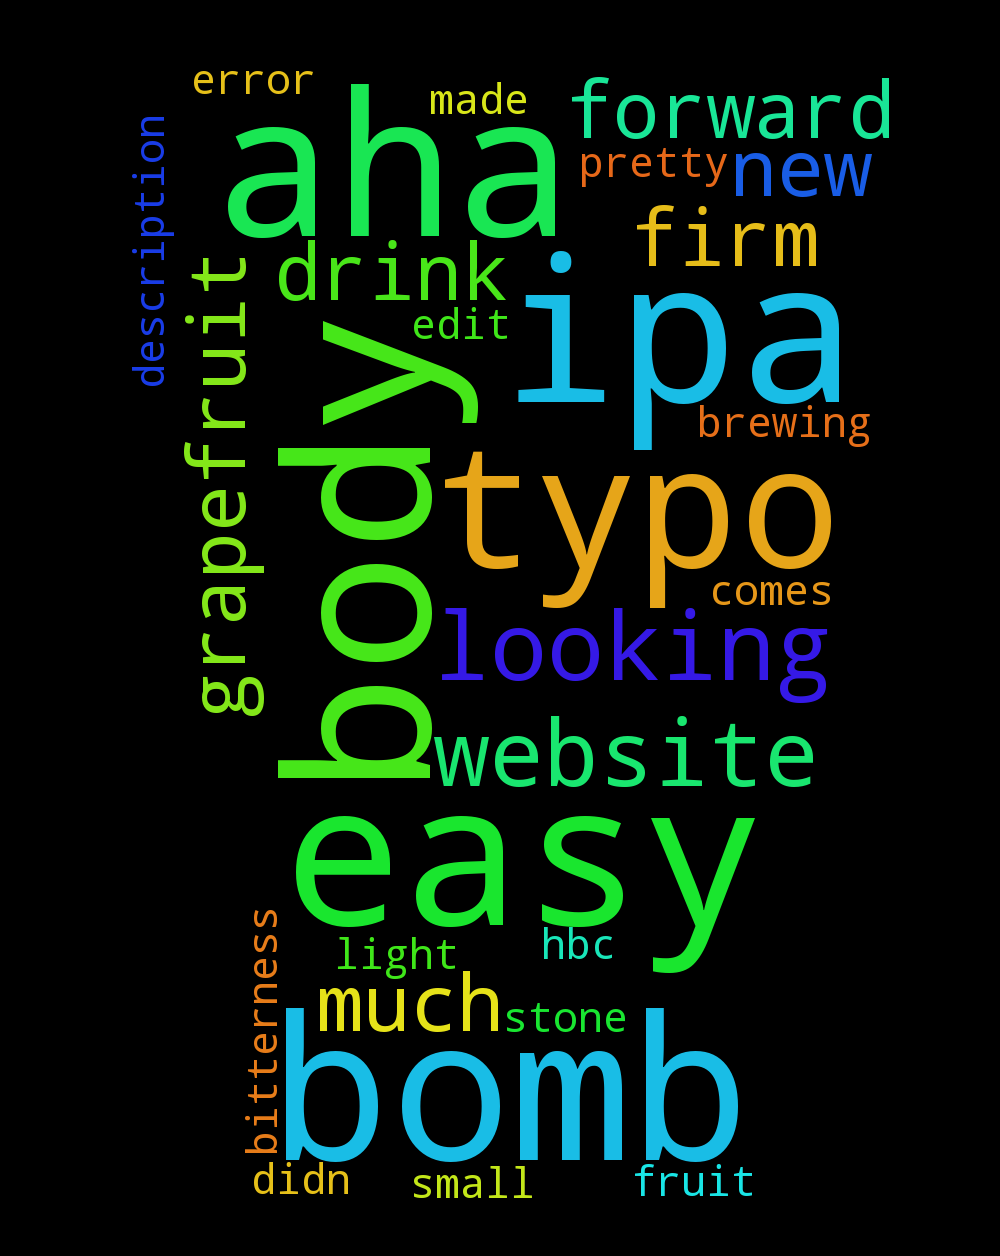 error
made
forward
aha
description
pretty
new
firm
drink
ipa
grapefruit
edit
body
brewing
typo
comes
looking
website
easy
hbc
light
bitterness
much
stone
bomb
didn
small
fruit